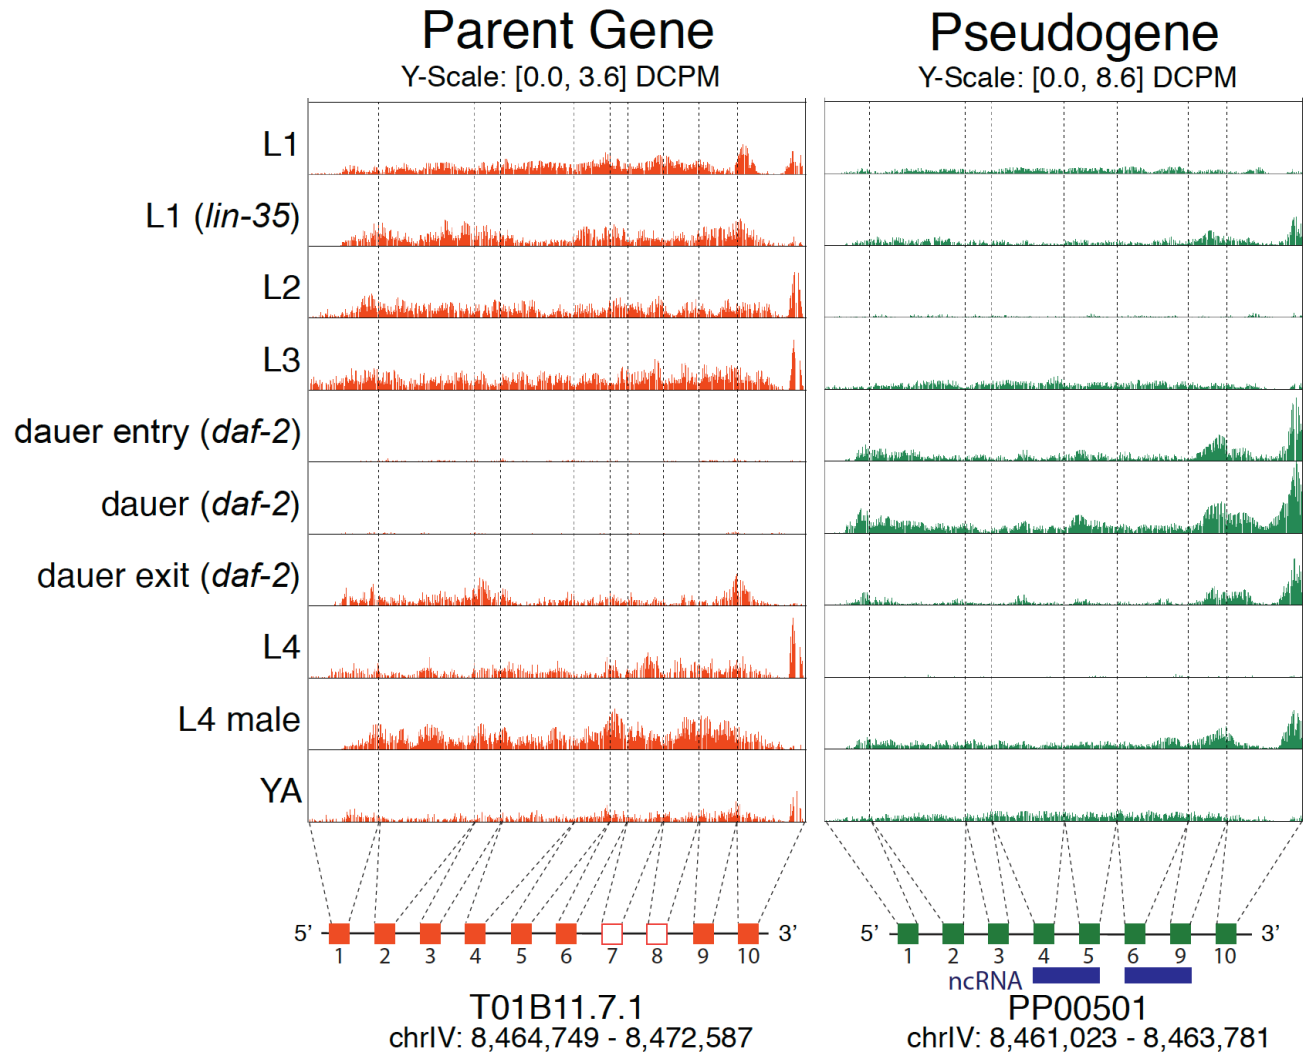 Parent Gene
Y-Scale: [0.0, 3.6] DCPM
Pseudogene
Y-Scale: [0.0, 8.6] DCPM
L1
L1 (lin-35)
L2
L3
dauer entry (daf-2)
dauer (daf-2)
dauer exit (daf-2)
L4
L4 male
YA
5’ 3’
1 2 3 4 5 6 7 8 9 10
T01B11.7.1
chrIV: 8,464,749 - 8,472,587
5’ 3’
1 2 3 4 5 6 9 10
ncRNA
PP00501
chrIV: 8,461,023 - 8,463,781